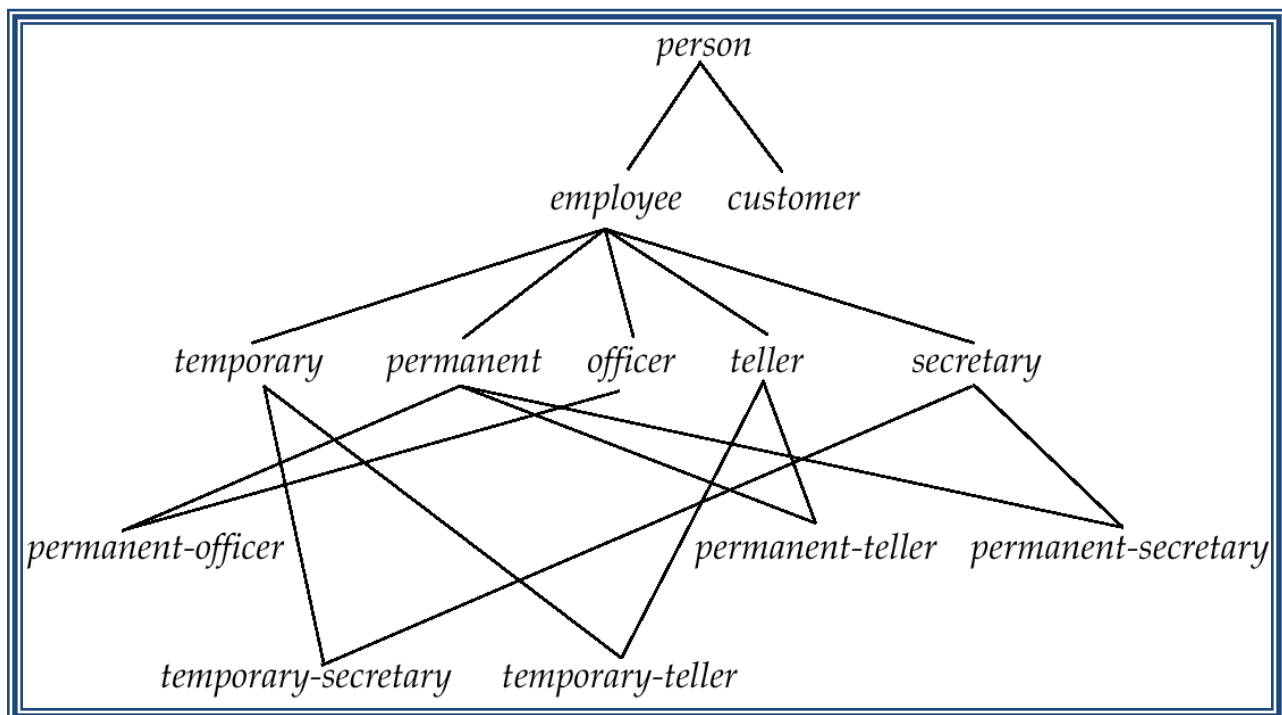 person
employee customer
temporary permanent officer teller secretary
permanent-officer permanent-teller permanent-secretary
temporary-secretary temporary-teller